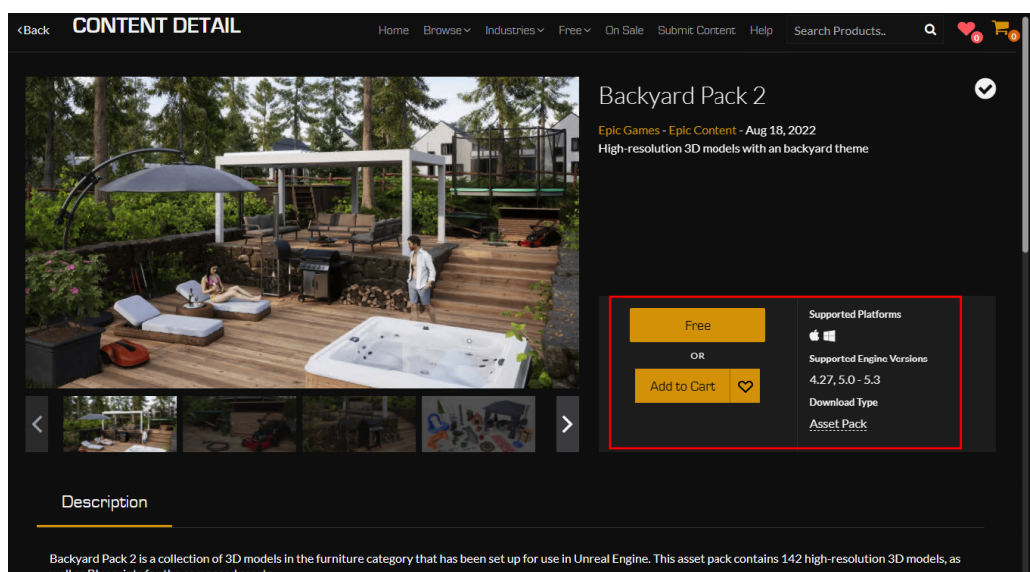 <Back
CONTENT DETAIL
Home Browse Industries Free On Sale Submit Content Help
Search Products..
0
0
Backyard Pack 2
Epic Games - Epic Content - Aug 18, 2022
High-resolution 3D models with an backyard theme
Free
OR
Add to Cart
Supported Platforms
Supported Engine Versions
4.27, 5.0 - 5.3
Download Type
Asset Pack
Description
Backyard Pack 2 is a collection of 3D models in the furniture category that has been set up for use in Unreal Engine. This asset pack contains 142 high-resolution 3D models, as